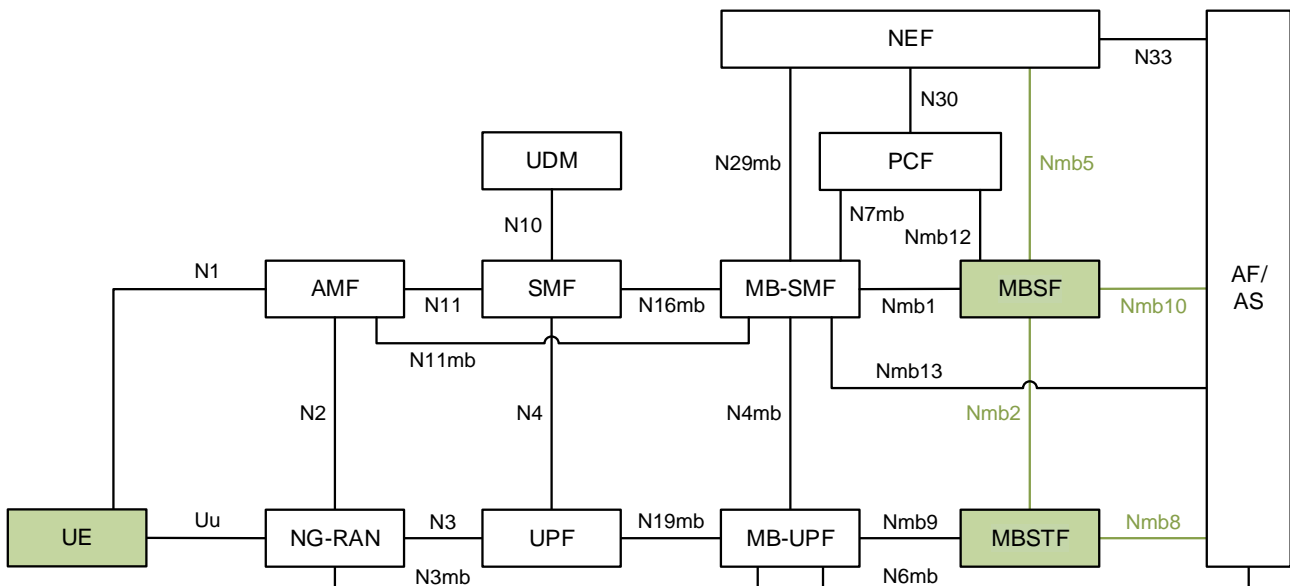 NEF
N33
N30
UDM
N29mb
PCF
Nmb5
N10
N7mb
Nmb12
N1
AMF
N11
SMF
N16mb
MB-SMF
Nmb1
MBSF
Nmb10
AF/
AS
N11mb
Nmb13
N2
N4
N4mb
Nmb2
UE
Uu
NG-RAN
N3
UPF
N19mb
MB-UPF
Nmb9
MBSTF
Nmb8
N3mb
N6mb